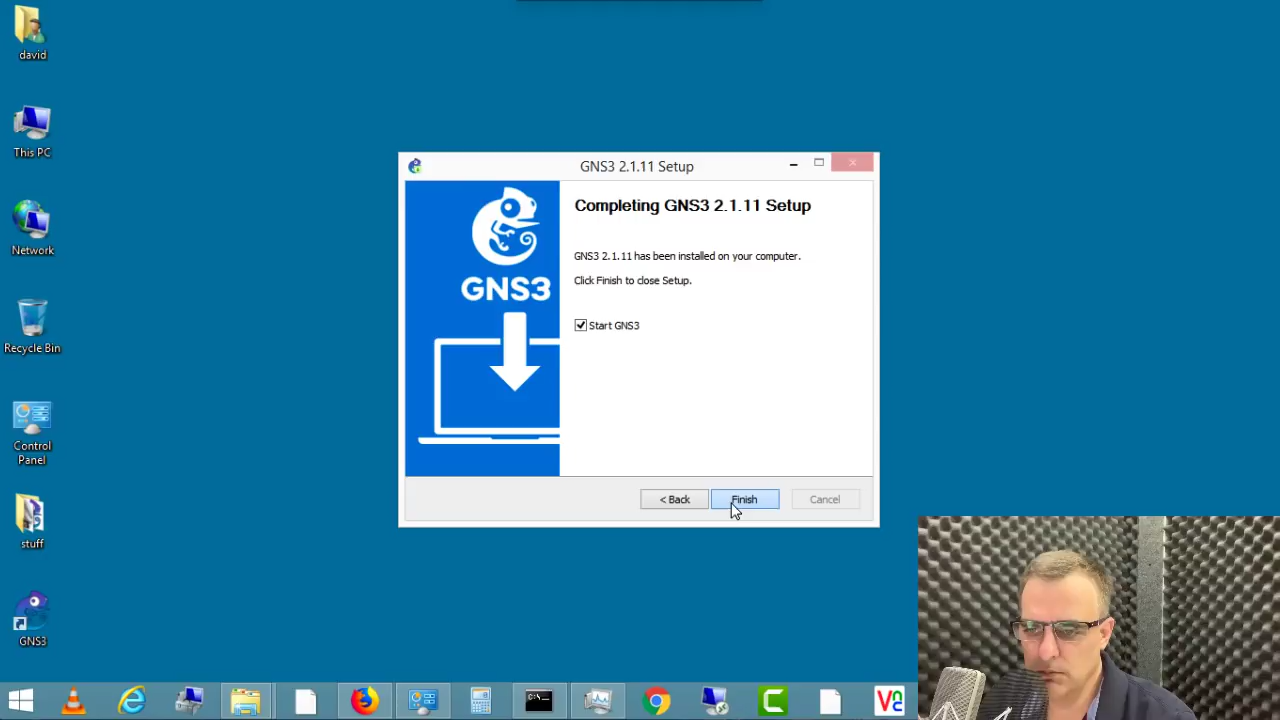 david
This PC
Network
Recycle Bin
Control
Panel
stuff
GNS3
GNS3 2.1.11 Setup
GNS3
Completing GNS3 2.1.11 Setup
GNS3 2.1.11 has been installed on your computer.
Click Finish to close Setup.
Start GNS3
< Back
Finish
Cancel